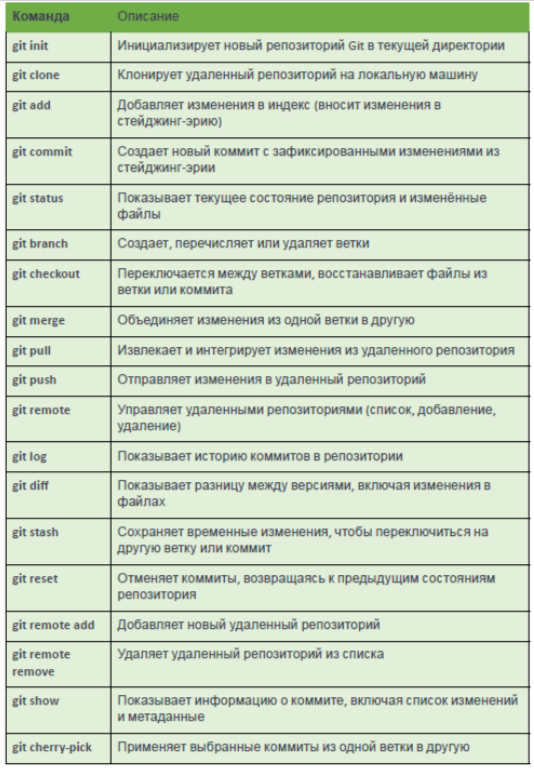 Команда Описание
git init Инициализирует новый репозиторий Git в текущей директории
git clone Клонирует удаленный репозиторий на локальную машину
git add Добавляет изменения в индекс (вносит изменения в
стейджинг-эрию)
git commit Создает новый коммит с зафиксированными изменениями из
стейджинг-эрии
git status Показывает текущее состояние репозитория и изменённые
файлы
git branch Создает, перечисляет или удаляет ветки
git checkout Переключается между ветками, восстанавливает файлы из
ветки или коммита
git merge Объединяет изменения из одной ветки в другую
git pull Извлекает и интегрирует изменения из удаленного репозитория
git push Отправляет изменения в удаленный репозиторий
git remote Управляет удаленными репозиториями (список, добавление,
удаление)
git log Показывает историю коммитов в репозитории
git diff Показывает разницу между версиями, включая изменения в
файлах
git stash Сохраняет временные изменения, чтобы переключиться на
другую ветку или коммит
git reset Отменяет коммиты, возвращаясь к предыдущим состояниям
репозитория
git remote add Добавляет новый удаленный репозиторий
git remote Удаляет удаленный репозиторий из списка
remove
git show Показывает информацию о коммите, включая список изменений
и метаданные
git cherry-pick Применяет выбранные коммиты из одной ветки в другую